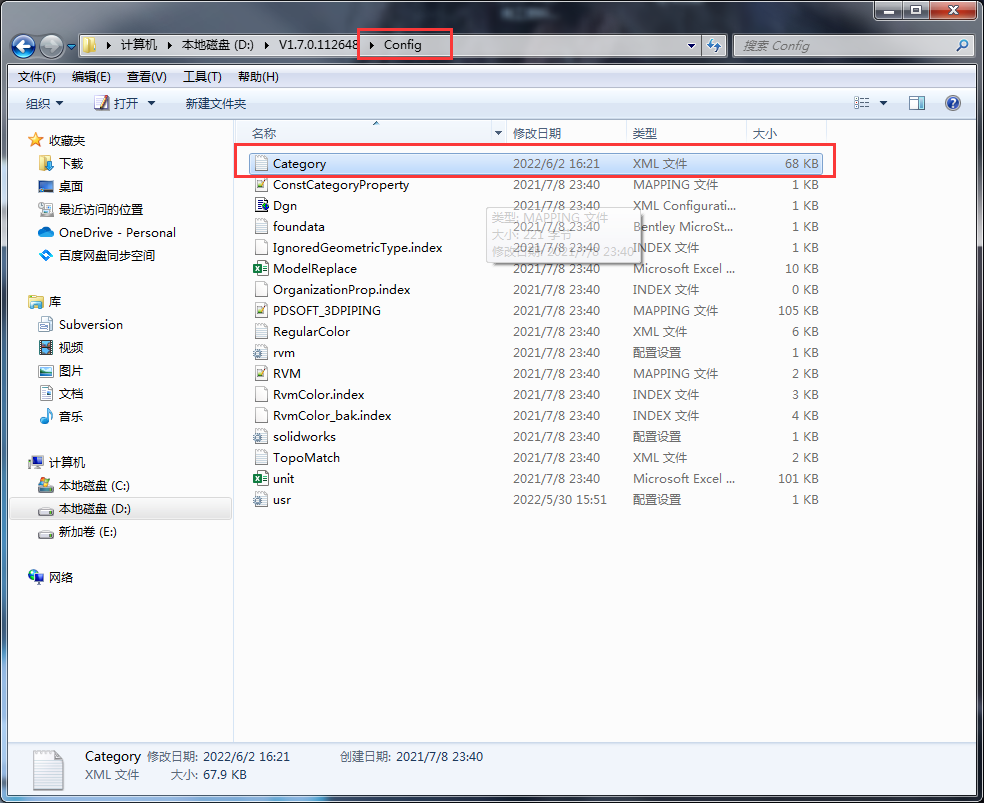 计算机 本地磁盘 (D:) V1.7.0.112648 Config 搜索 Config
文件(F) 编辑(E) 查看(V) 工具(T) 帮助(H)
组织 打开 新建文件夹
收藏夹
下载
桌面
最近访问的位置
OneDrive - Personal
百度网盘同步空间
库
Subversion
视频
图片
文档
音乐
计算机
本地磁盘 (C:)
本地磁盘 (D:)
新加卷 (E:)
网络
名称 修改日期 类型 大小
Category 2022/6/2 16:21 XML 文件 68 KB
ConstCategoryProperty 2021/7/8 23:40 MAPPING 文件 1 KB
Dgn 2021/7/8 23:40 XML Configurati... 1 KB
foundata 2021/7/8 23:40 Bentley MicroSt... 1 KB
IgnoredGeometricType.index 2021/7/8 23:40 INDEX 文件 1 KB
ModelReplace 2021/7/8 23:40 Microsoft Excel ... 10 KB
OrganizationProp.index 2021/7/8 23:40 INDEX 文件 0 KB
PDSOFT_3DPIPING 2021/7/8 23:40 MAPPING 文件 105 KB
RegularColor 2021/7/8 23:40 XML 文件 6 KB
rvm 2021/7/8 23:40 配置设置 1 KB
RVM 2021/7/8 23:40 MAPPING 文件 2 KB
RvmColor.index 2021/7/8 23:40 INDEX 文件 3 KB
RvmColor_bak.index 2021/7/8 23:40 INDEX 文件 4 KB
solidworks 2021/7/8 23:40 配置设置 1 KB
TopoMatch 2021/7/8 23:40 XML 文件 2 KB
unit 2021/7/8 23:40 Microsoft Excel ... 101 KB
usr 2022/5/30 15:51 配置设置 1 KB
类型: MAPPING 文件
大小: 221 字节
修改日期: 2021/7/8 23:40
Category 修改日期: 2022/6/2 16:21 创建日期: 2021/7/8 23:40
XML 文件 大小: 67.9 KB